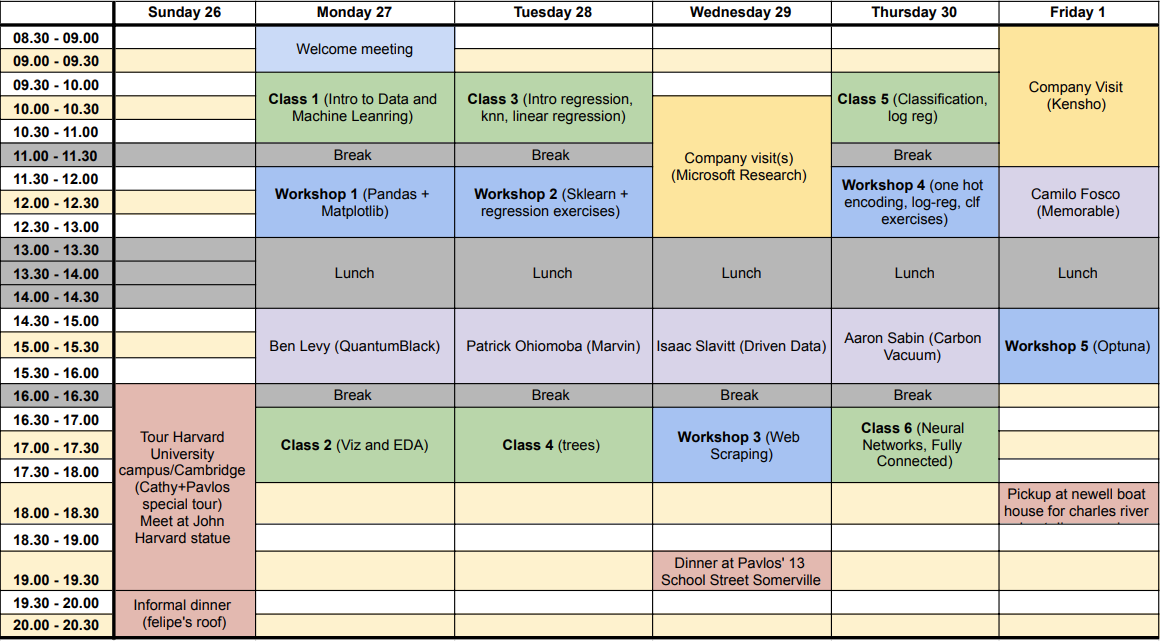 Sunday 26 Monday 27 Tuesday 28 Wednesday 29 Thursday 30 Friday 1
08.30 - 09.00
09.00 - 09.30
09.30 - 10.00
10.00 - 10.30
10.30 - 11.00
11.00 - 11.30
11.30 - 12.00
12.00 - 12.30
12.30 - 13.00
13.00 - 13.30
13.30 - 14.00
14.00 - 14.30
14.30 - 15.00
15.00 - 15.30
15.30 - 16.00
16.00 - 16.30
16.30 - 17.00
17.00 - 17.30
17.30 - 18.00
18.00 - 18.30
18.30 - 19.00
19.00 - 19.30
19.30 - 20.00
20.00 - 20.30
Tour Harvard
University
campus/Cambridge
(Cathy+Pavlos
special tour)
Meet at John
Harvard statue
Informal dinner
(felipe's roof)
Welcome meeting
Class 1 (Intro to Data and
Machine Leanring)
Break
Workshop 1 (Pandas +
Matplotlib)
Lunch
Ben Levy (QuantumBlack)
Break
Class 2 (Viz and EDA)
Class 3 (Intro regression,
knn, linear regression)
Break
Workshop 2 (Sklearn +
regression exercises)
Lunch
Patrick Ohiomoba (Marvin)
Break
Class 4 (trees)
Company visit(s)
(Microsoft Research)
Lunch
Isaac Slavitt (Driven Data)
Break
Workshop 3 (Web
Scraping)
Dinner at Pavlos' 13
School Street Somerville
Class 5 (Classification,
log reg)
Break
Workshop 4 (one hot
encoding, log-reg, clf
exercises)
Lunch
Aaron Sabin (Carbon
Vacuum)
Break
Class 6 (Neural
Networks, Fully
Connected)
Company Visit
(Kensho)
Camilo Fosco
(Memorable)
Lunch
Workshop 5 (Optuna)
Pickup at newell boat
house for charles river